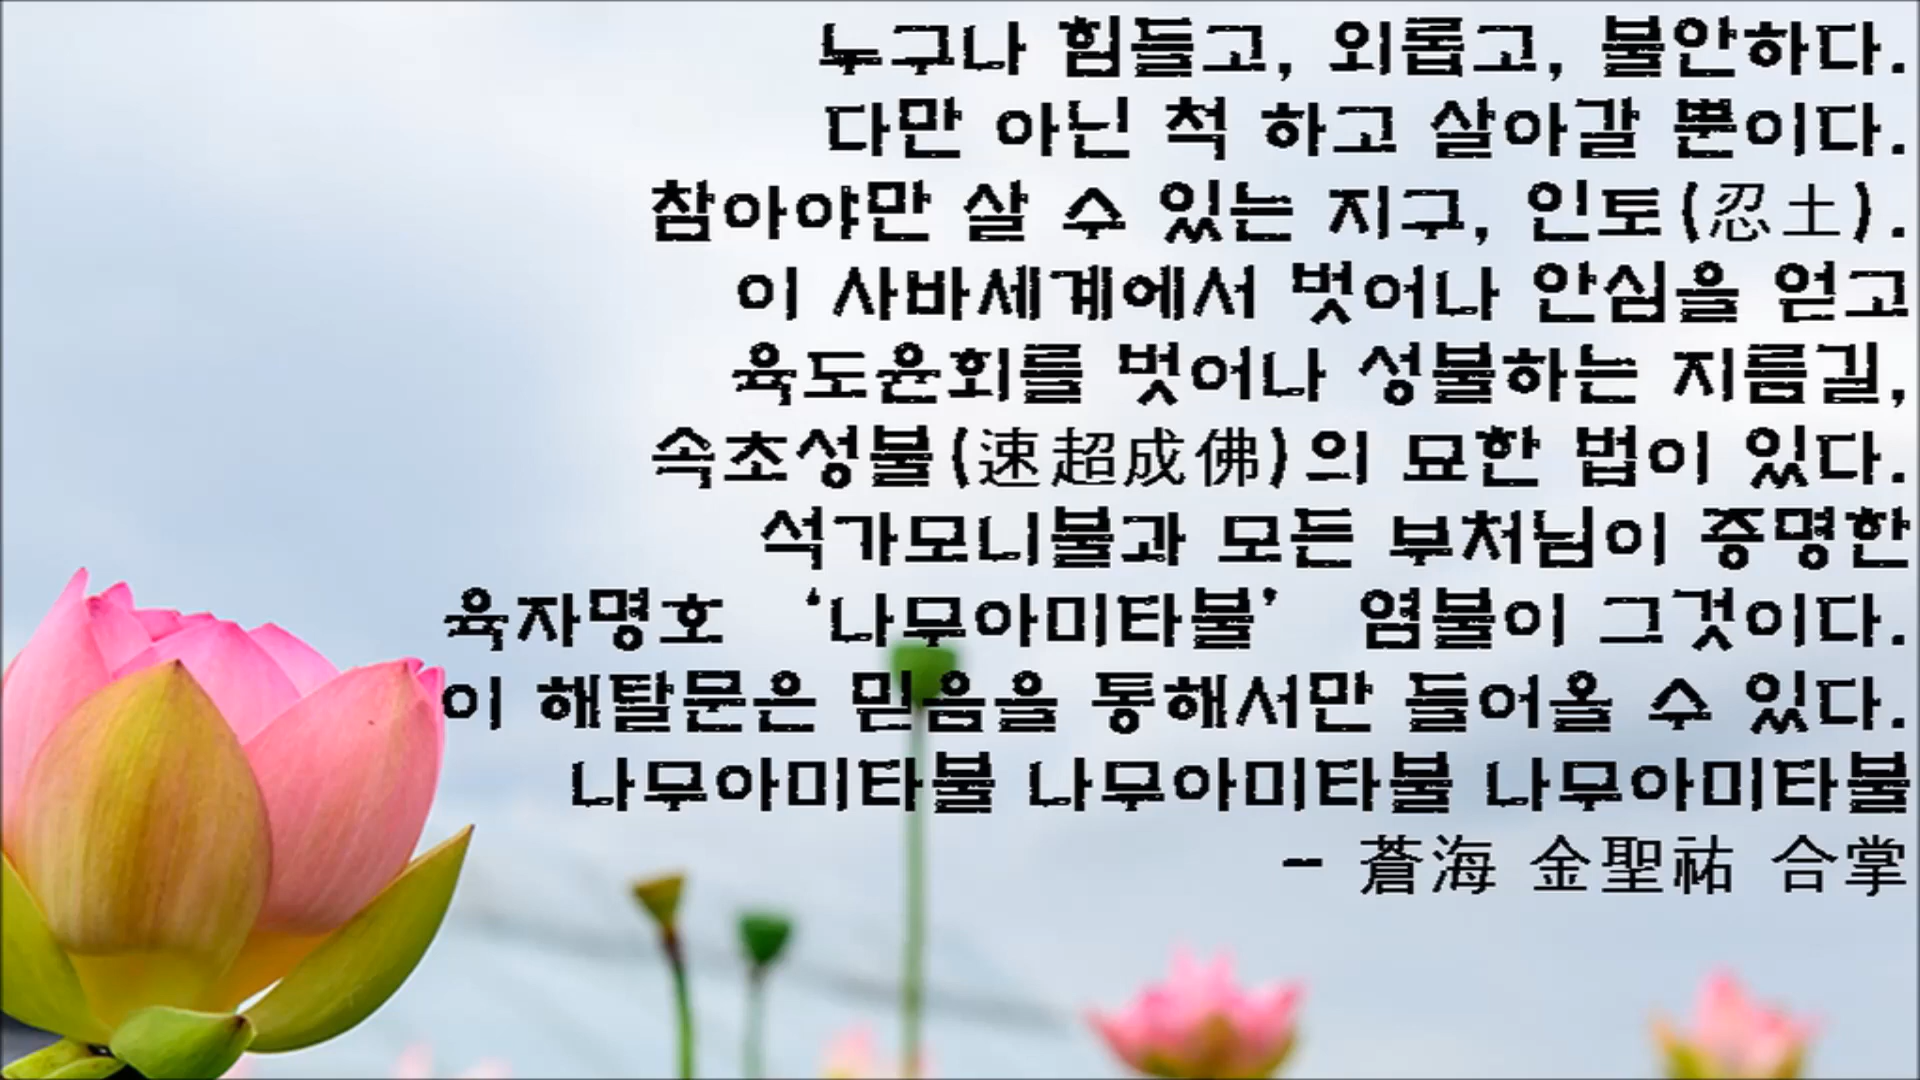 누구나 힘들고, 외롭고, 불안하다.
다만 아닌 척 하고 살아갈 뿐이다.
참아야만 살 수 있는 지구, 인토(忍土).
이 사바세계에서 벗어나 안심을 얻고
육도윤회를 벗어나 성불하는 지름길,
속초성불(速超成佛)의 묘한 법이 있다.
석가모니불과 모든 부처님이 증명한
육자명호 ‘나무아미타불’ 염불이 그것이다.
이 해탈문은 믿음을 통해서만 들어올 수 있다.
나무아미타불 나무아미타불 나무아미타불
- 蒼海 金聖祐 合掌